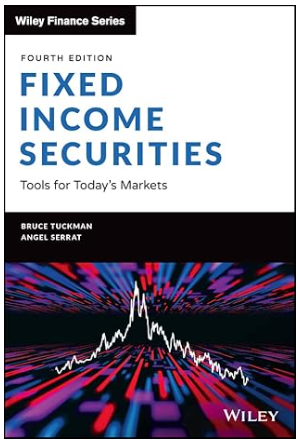 Wiley Finance Series
FOURTH EDITION
FIXED
INCOME
SECURITIES
Tools for Today's Markets
BRUCE TUCKMAN
ANGEL SERRAT
WILEY